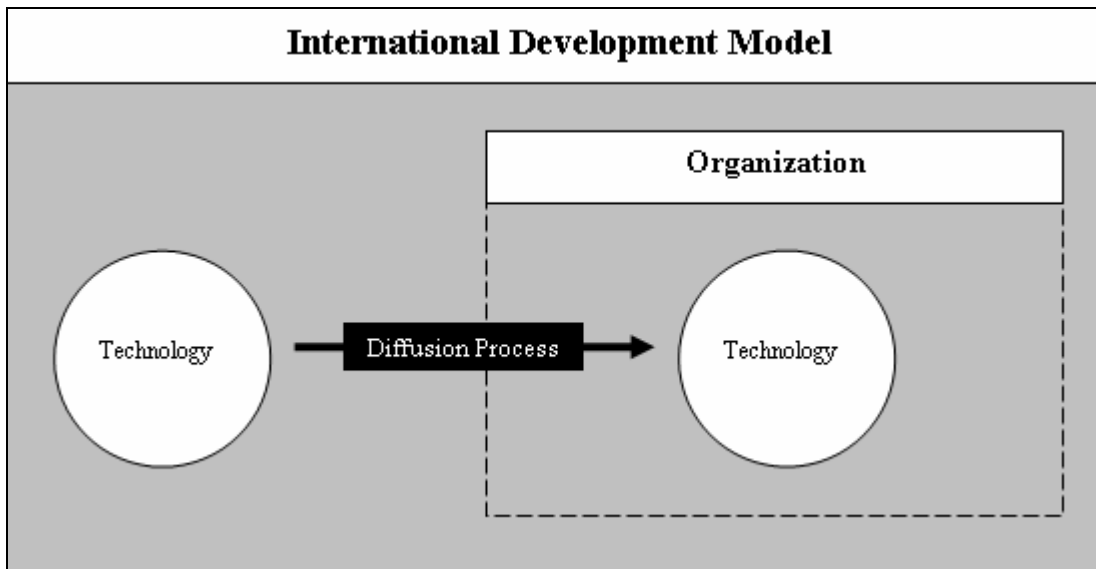 International Development Model
Organization
Technology
Diffusion Process
Technology